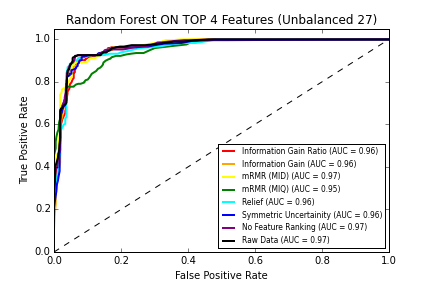 Random Forest ON TOP 4 Features (Unbalanced 27)
1.0
0.8
0.6
0.4
0.2
0.0
True Positive Rate
Information Gain Ratio (AUC = 0.96)
Information Gain (AUC = 0.96)
mRMR (MID) (AUC = 0.97)
mRMR (MIQ) (AUC = 0.95)
Relief (AUC = 0.96)
Symmetric Uncertainity (AUC = 0.96)
No Feature Ranking (AUC = 0.97)
Raw Data (AUC = 0.97)
0.0 0.2 0.4 0.6 0.8 1.0
False Positive Rate